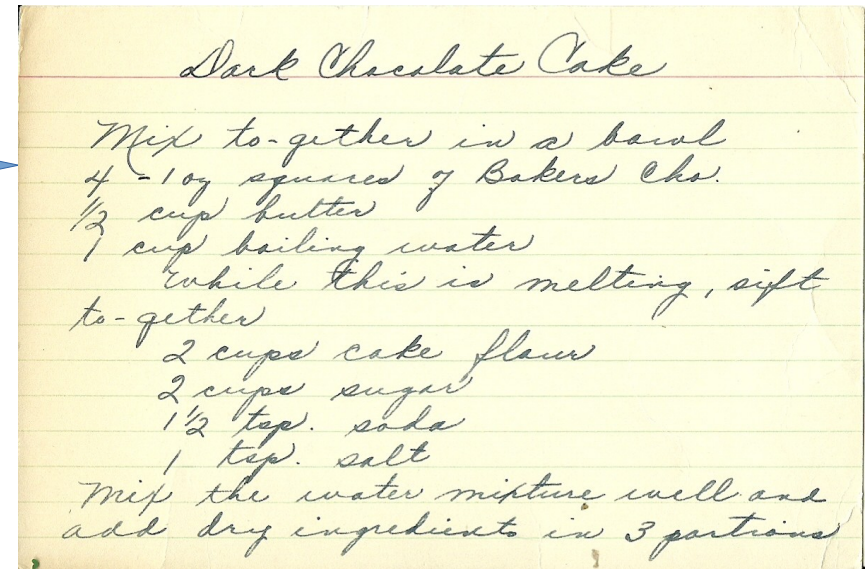 Dark Chocolate Cake
Mix to-gether in a bowl
4 - 1 oz squares of Bakers Cho.
1/2 cup butter
1 cup boiling water
While this is melting, sift
to-gether
2 cups cake flour
2 cups sugar
1 1/2 tsp. soda
1 tsp. salt
Mix the water mixture well and
add dry ingredients in 3 portions